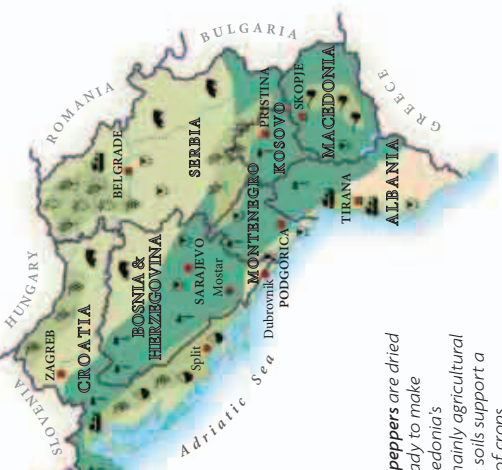 SLOVENIA
HUNGARY
ROMANIA
BULGARIA
GREECE
ZAGREB
CROATIA
BELGRADE
BOSNIA &
HERZEGOVINA
SERBIA
SARAJEVO
Mostar
Split
MONTENEGRO
PRISTINA
KOSOVO
Dubrovnik
PODGORICA
SKOPJE
MACEDONIA
TIRANA
ALBANIA
Adriatic Sea
peppers are dried
ady to make
edonia's
ainly agricultural
soils support a
of crops